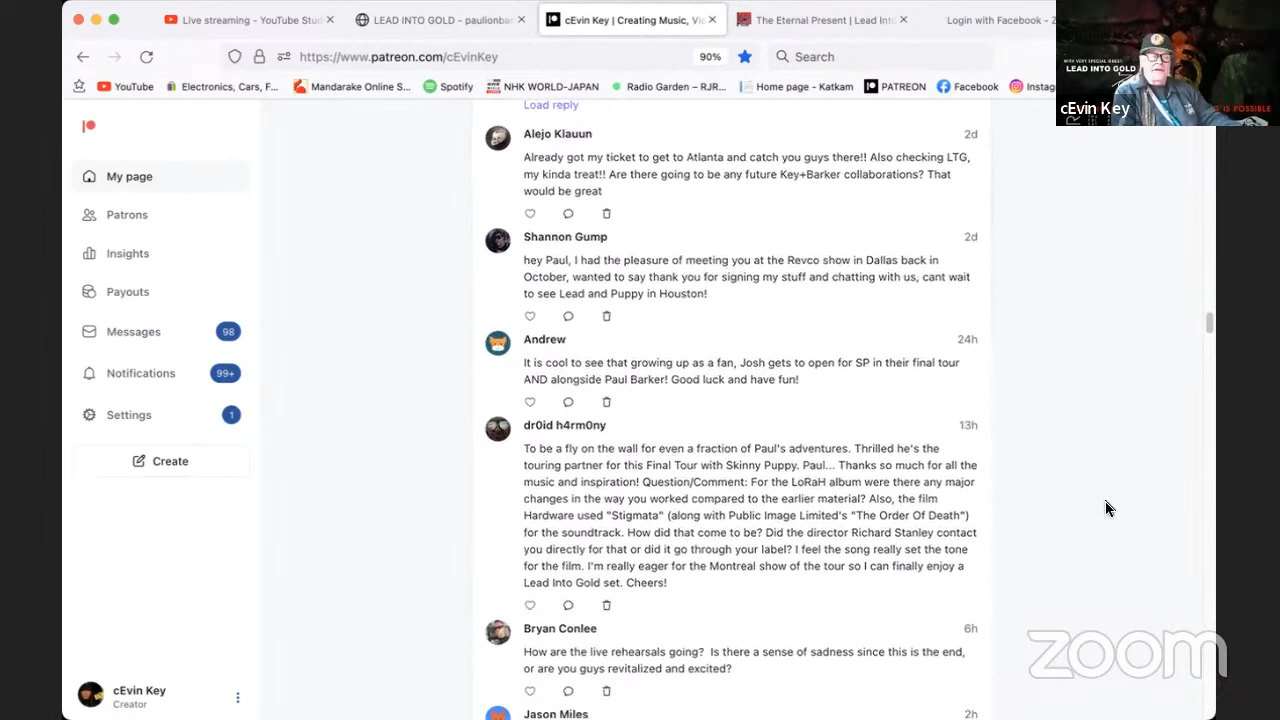 Live streaming - YouTube Stu
LEAD INTO GOLD - paulionbar
cEvin Key | Creating Music, Vi
The Eternal Present | Lead Into
Login with Facebook - Z
https://www.patreon.com/cEvinKey
90%
Search
YouTube
Electronics, Cars, F...
Mandarake Online S...
Spotify
NHK WORLD-JAPAN
Radio Garden – RJR...
Home page - Katkam
PATREON
Facebook
Instag
WITH VERY SPECIAL GUEST
LEAD INTO GOLD
IS POSSIBLE
cEvin Key
My page
Patrons
Insights
Payouts
Messages 98
Notifications 99+
Settings 1
Create
cEvin Key
Creator
Load reply
Alejo Klauun 2d
Already got my ticket to get to Atlanta and catch you guys there!! Also checking LTG,
my kinda treat!! Are there going to be any future Key+Barker collaborations? That
would be great
Shannon Gump 2d
hey Paul, I had the pleasure of meeting you at the Revco show in Dallas back in
October, wanted to say thank you for signing my stuff and chatting with us, cant wait
to see Lead and Puppy in Houston!
Andrew 24h
It is cool to see that growing up as a fan, Josh gets to open for SP in their final tour
AND alongside Paul Barker! Good luck and have fun!
dr0id h4rm0ny 13h
To be a fly on the wall for even a fraction of Paul's adventures. Thrilled he's the
touring partner for this Final Tour with Skinny Puppy. Paul... Thanks so much for all the
music and inspiration! Question/Comment: For the LoRaH album were there any major
changes in the way you worked compared to the earlier material? Also, the film
Hardware used "Stigmata" (along with Public Image Limited's "The Order Of Death")
for the soundtrack. How did that come to be? Did the director Richard Stanley contact
you directly for that or did it go through your label? I feel the song really set the tone
for the film. I'm really eager for the Montreal show of the tour so I can finally enjoy a
Lead Into Gold set. Cheers!
Bryan Conlee 6h
How are the live rehearsals going? Is there a sense of sadness since this is the end,
or are you guys revitalized and excited?
Jason Miles 2h
zoom